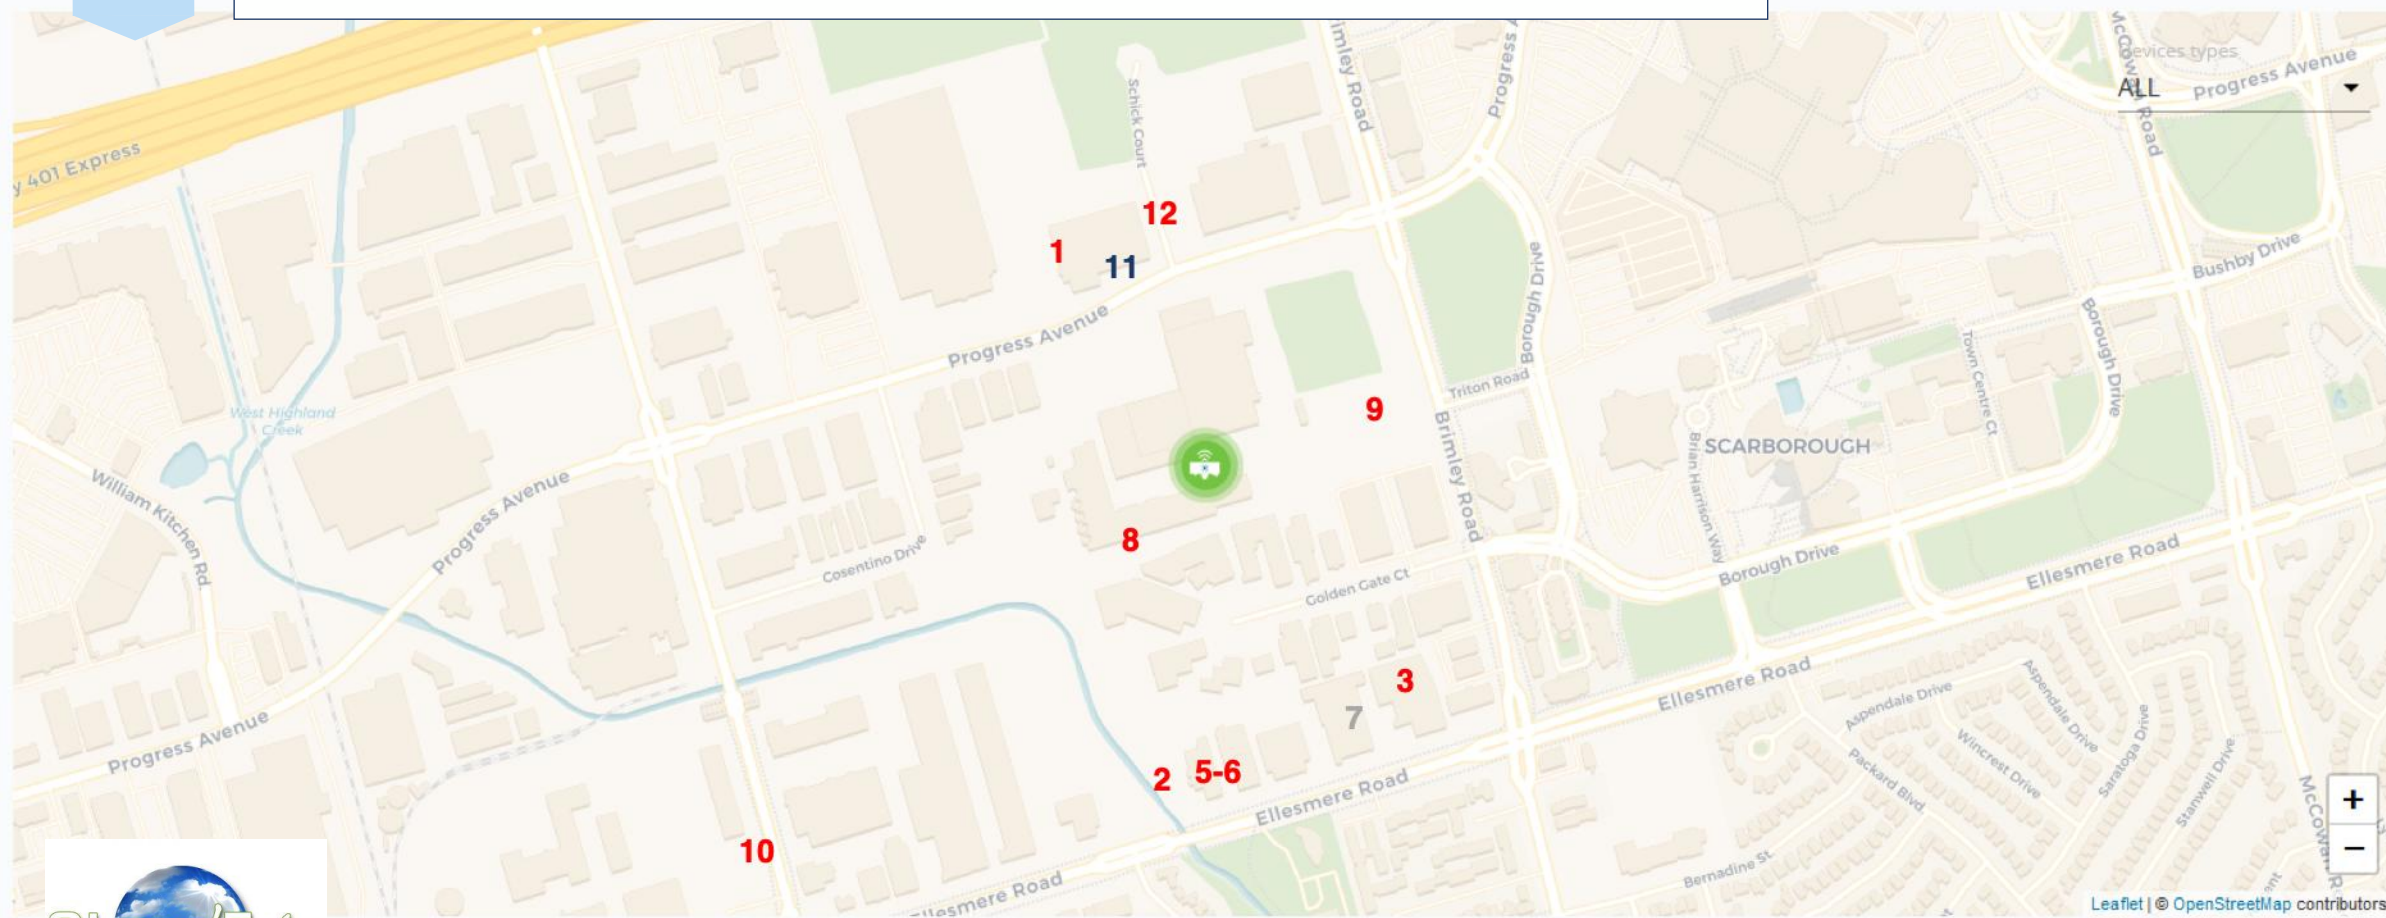 Brimley Road
Progress A
McCowan Road
Devices types
ALL
Progress Avenue
y 401 Express
Schick Court
12
1
11
Borough Drive
Bushby Drive
Progress Avenue
Borough Drive
Town Centre Ct
Triton Road
9
West Highland
Creek
Brimley Road
Brian Harrison Way
SCARBOROUGH
William Kitchen Rd
Progress Avenue
8
Cosentino Drive
Golden Gate Ct
Borough Drive
Ellesmere Road
3
Ellesmere Road
Aspendale Drive
Aspendale Drive
7
Progress Avenue
2
5-6
Ellesmere Road
Packard Blvd
Wincrest Drive
Saratoga Drive
Stanwell Drive
+
−
10
Bernadine St
Ellesmere Road
Leaflet | © OpenStreetMap contributors